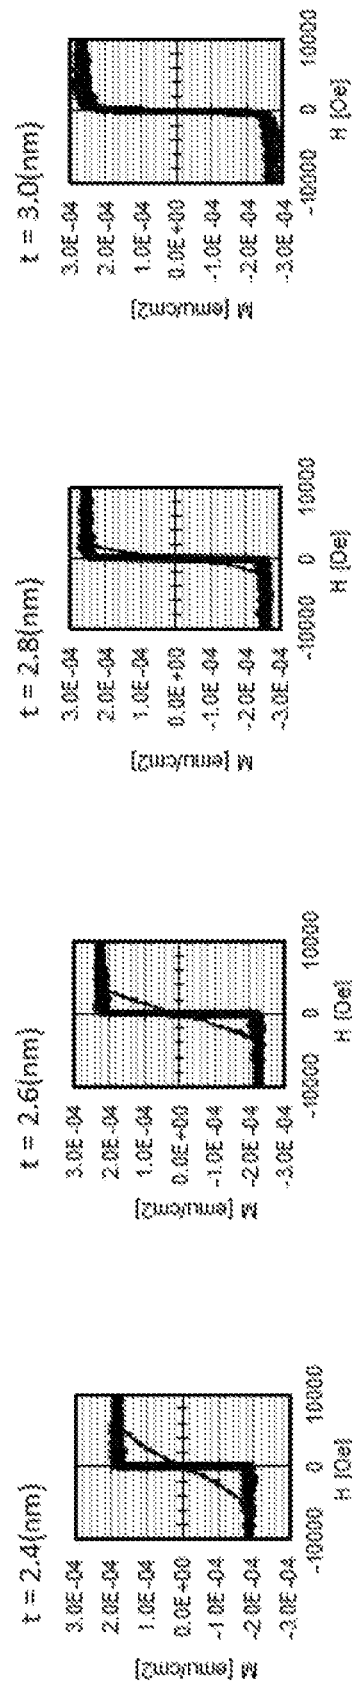 t = 2.4(nm)
M [emu/cm2]
3.0E-04
2.0E-04
1.0E-04
0.0E+00
-1.0E-04
-2.0E-04
-3.0E-04
-10000 0 10000
H [Oe]
t = 2.6(nm)
M [emu/cm2]
3.0E-04
2.0E-04
1.0E-04
0.0E+00
-1.0E-04
-2.0E-04
-3.0E-04
-10000 0 10000
H [Oe]
t = 2.8(nm)
M [emu/cm2]
3.0E-04
2.0E-04
1.0E-04
0.0E+00
-1.0E-04
-2.0E-04
-3.0E-04
-10000 0 10000
H [Oe]
t = 3.0(nm)
M [emu/cm2]
3.0E-04
2.0E-04
1.0E-04
0.0E+00
-1.0E-04
-2.0E-04
-3.0E-04
-10000 0 10000
H [Oe]